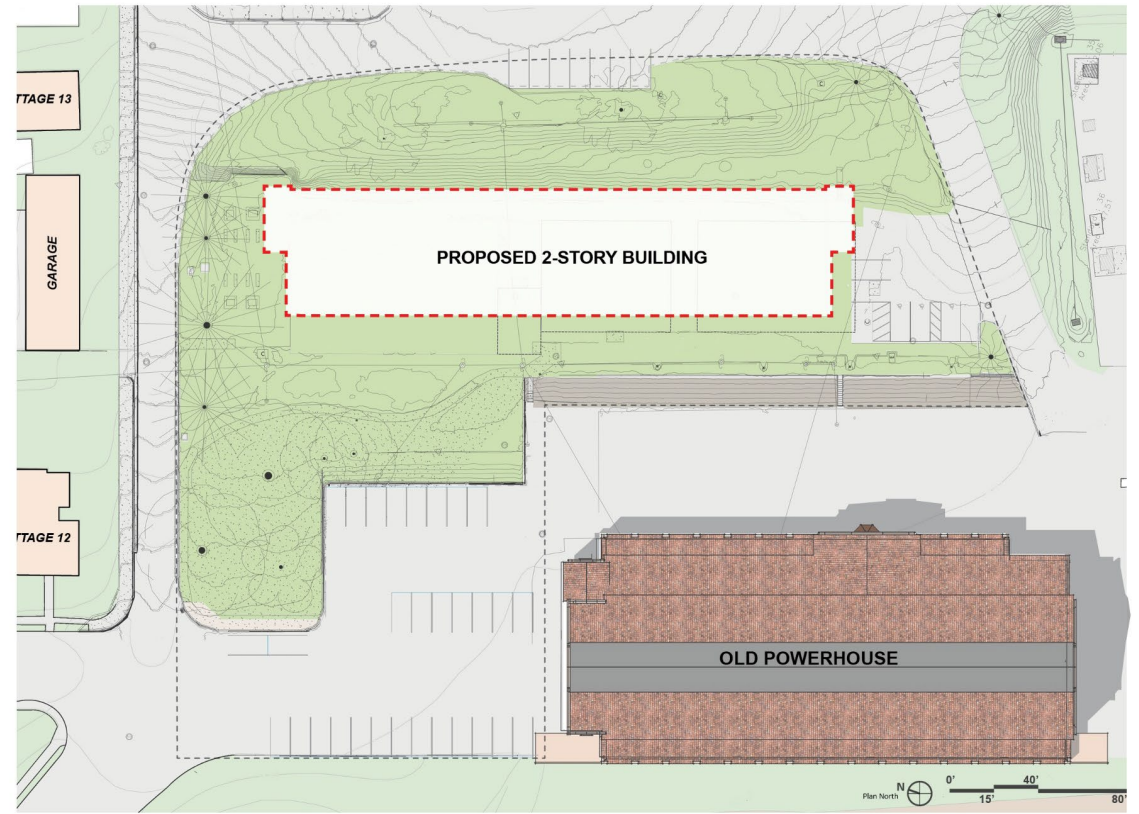 TTAGE 13
GARAGE
PROPOSED 2-STORY BUILDING
TTAGE 12
OLD POWERHOUSE
Plan North
N
0'
40'
15'
80'